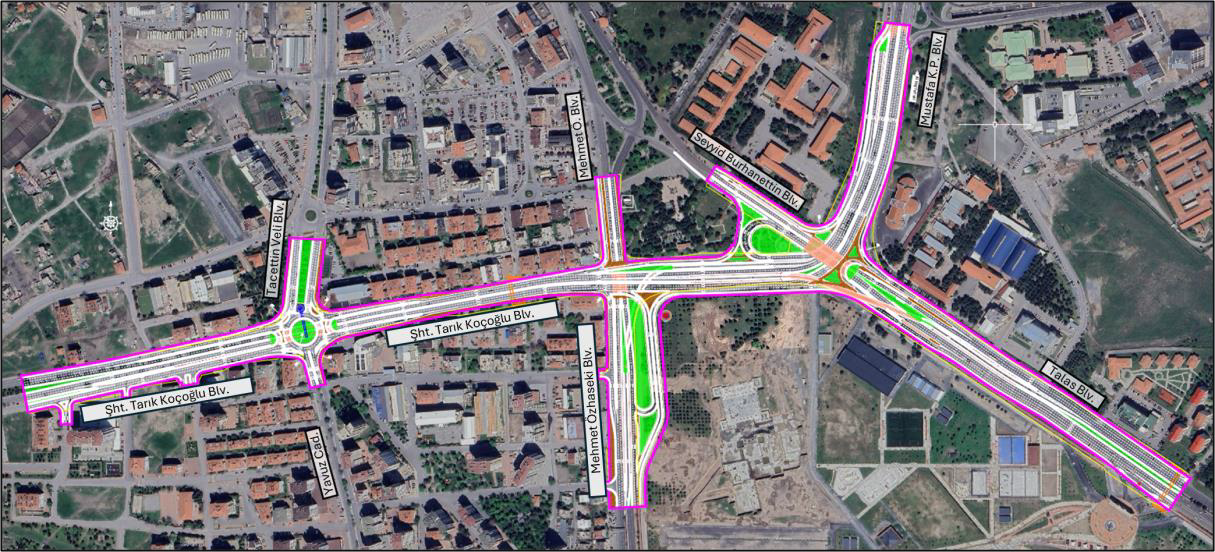 Mustafa K.P. Blv.
Mehmet Ö. Blv.
Seyyid Burhanettin Blv.
Tacettin Veli Blv.
Şht. Tarık Koçoğlu Blv.
Şht. Tarık Koçoğlu Blv.
Mehmet Özhaseki Blv.
Talas Blv.
Yavuz Cad.